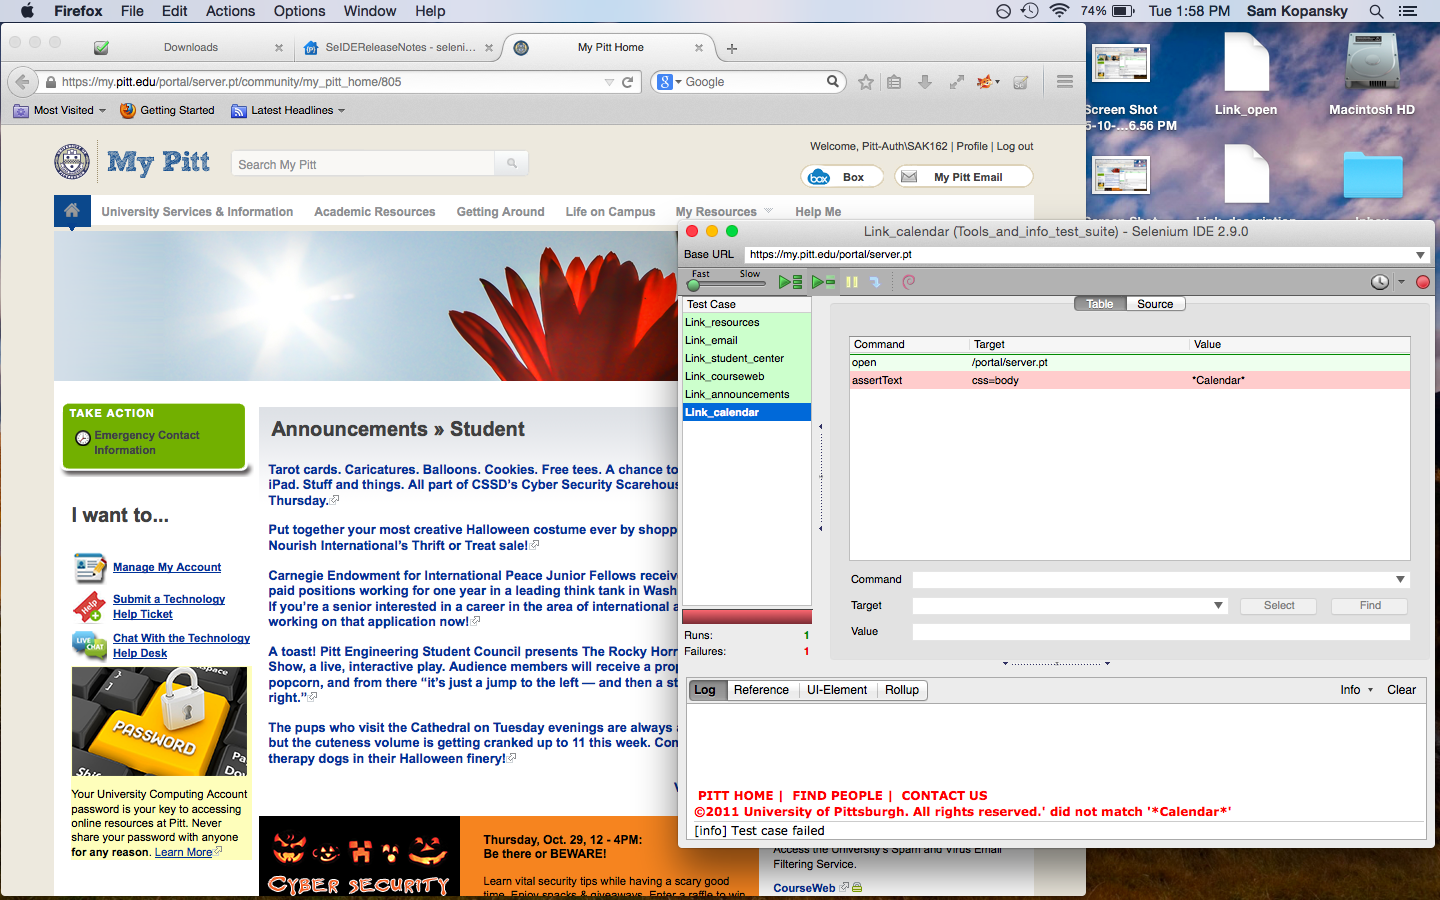 Firefox File Edit Actions Options Window Help 74% Tue 1:58 PM Sam Kopansky
Downloads SeIDEReleaseNotes - seleni... My Pitt Home
https://my.pitt.edu/portal/server.pt/community/my_pitt_home/805 Google
Most Visited Getting Started Latest Headlines
Screen Shot
5-10-...6.56 PM
Link_open
Macintosh HD
My Pitt
Search My Pitt
Welcome, Pitt-Auth\SAK162 | Profile | Log out
box Box My Pitt Email
University Services & Information Academic Resources Getting Around Life on Campus My Resources Help Me
TAKE ACTION
Emergency Contact
Information
I want to...
Manage My Account
Help!
Submit a Technology
Help Ticket
LIVE CHAT
Chat With the Technology
Help Desk
PASSWORD
Shift
Your University Computing Account
password is your key to accessing
online resources at Pitt. Never
share your password with anyone
for any reason. Learn More
Announcements » Student
Tarot cards. Caricatures. Balloons. Cookies. Free tees. A chance to
iPad. Stuff and things. All part of CSSD's Cyber Security Scarehous
Thursday.
Put together your most creative Halloween costume ever by shopp
Nourish International's Thrift or Treat sale!
Carnegie Endowment for International Peace Junior Fellows receiv
paid positions working for one year in a leading think tank in Wash
If you're a senior interested in a career in the area of international a
working on that application now!
A toast! Pitt Engineering Student Council presents The Rocky Horr
Show, a live, interactive play. Audience members will receive a prop
popcorn, and from there "it's just a jump to the left — and then a st
right."
The pups who visit the Cathedral on Tuesday evenings are always a
but the cuteness volume is getting cranked up to 11 this week. Con
therapy dogs in their Halloween finery!
CYBER SECURITY
Thursday, Oct. 29, 12 - 4PM:
Be there or BEWARE!
Learn vital security tips while having a scary good
time. Enjoy snacks & giveaways. Enter a raffle to win
Access the University's Spam and Virus Email
Filtering Service.
CourseWeb
Link_calendar (Tools_and_info_test_suite) - Selenium IDE 2.9.0
Base URL https://my.pitt.edu/portal/server.pt
Fast Slow
Test Case
Link_resources
Link_email
Link_student_center
Link_courseweb
Link_announcements
Link_calendar
Runs: 1
Failures: 1
Table Source
Command Target Value
open /portal/server.pt
assertText css=body *Calendar*
Command
Target Select Find
Value
Log Reference UI-Element Rollup Info Clear
PITT HOME | FIND PEOPLE | CONTACT US
©2011 University of Pittsburgh. All rights reserved.' did not match '*Calendar*'
[info] Test case failed